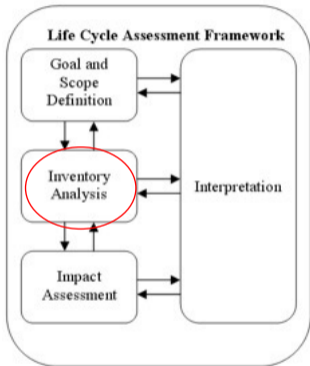 Life Cycle Assessment Framework
Goal and
Scope
Definition
Inventory
Analysis
Interpretation
Impact
Assessment